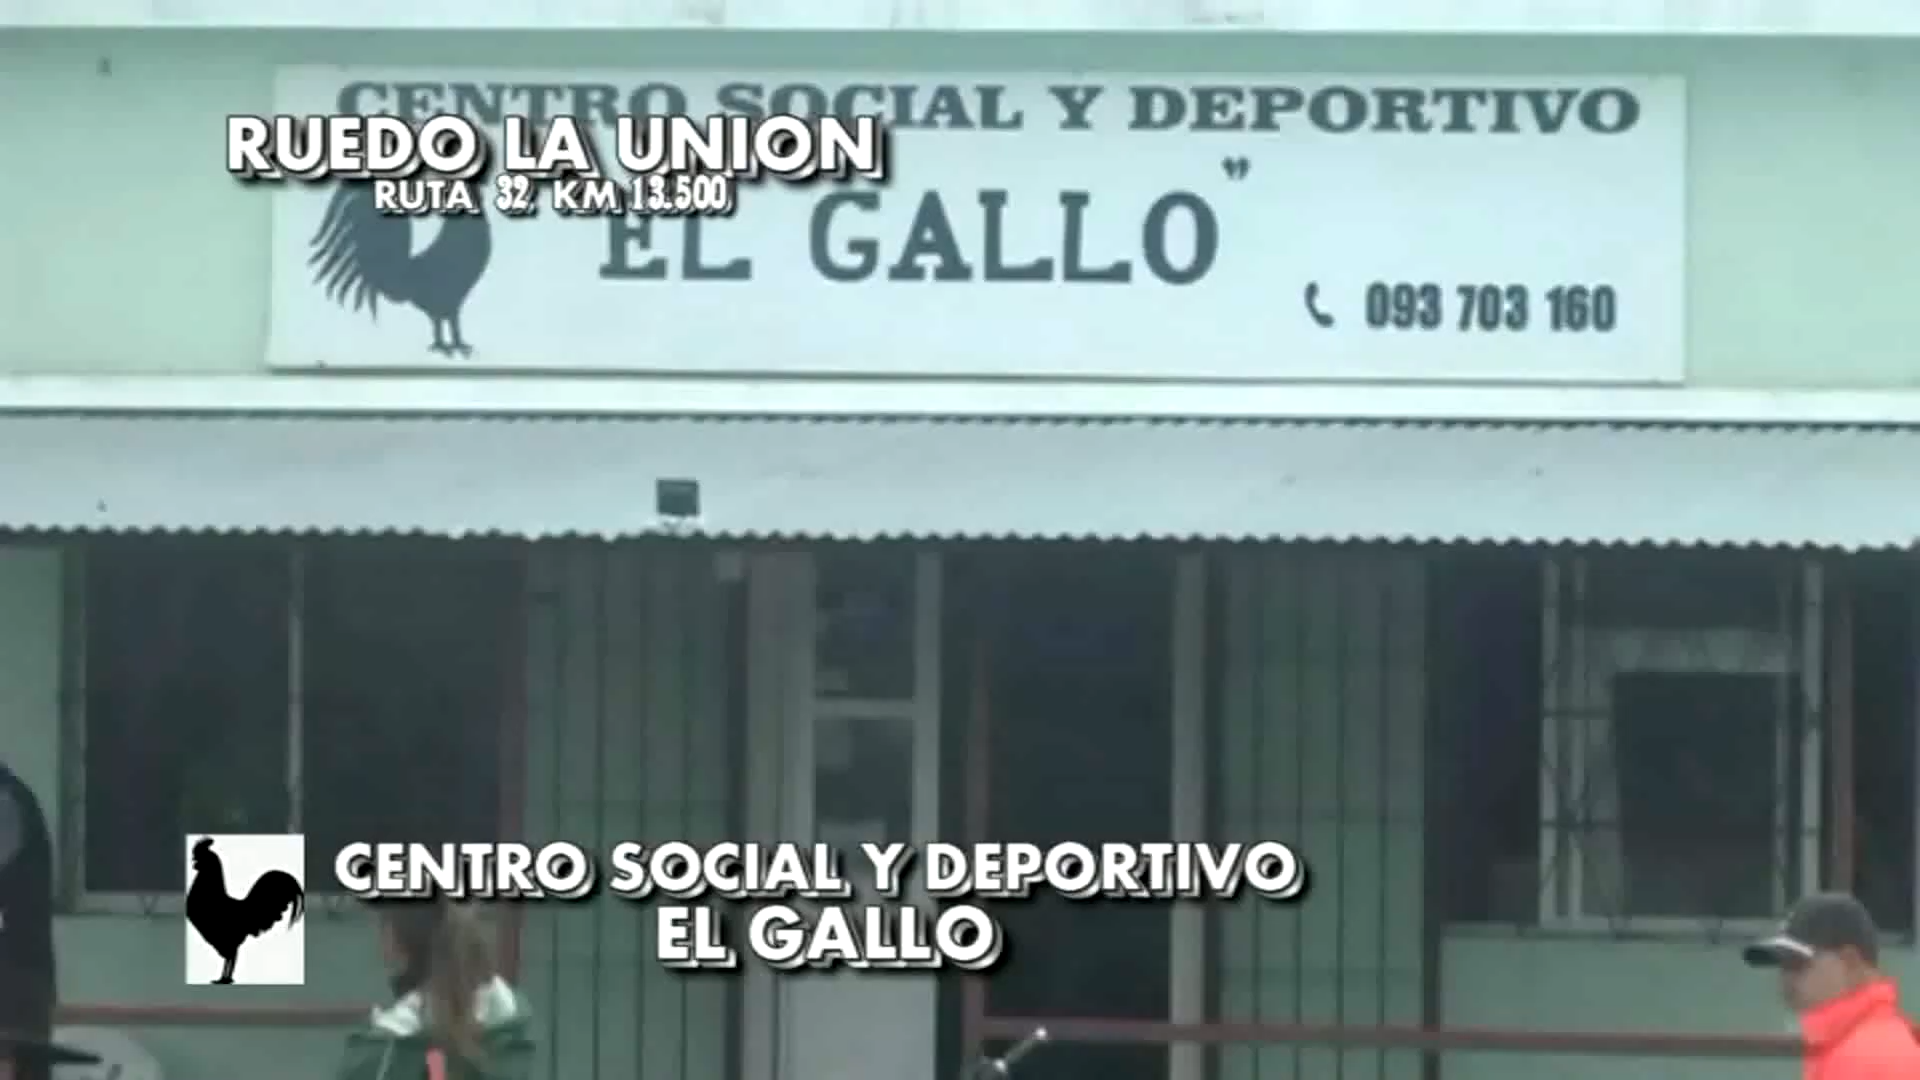 CENTRO SOCIAL Y DEPORTIVO
RUEDO LA UNION
RUTA 32, KM 13.500
"EL GALLO"
093 703 160
CENTRO SOCIAL Y DEPORTIVO
EL GALLO